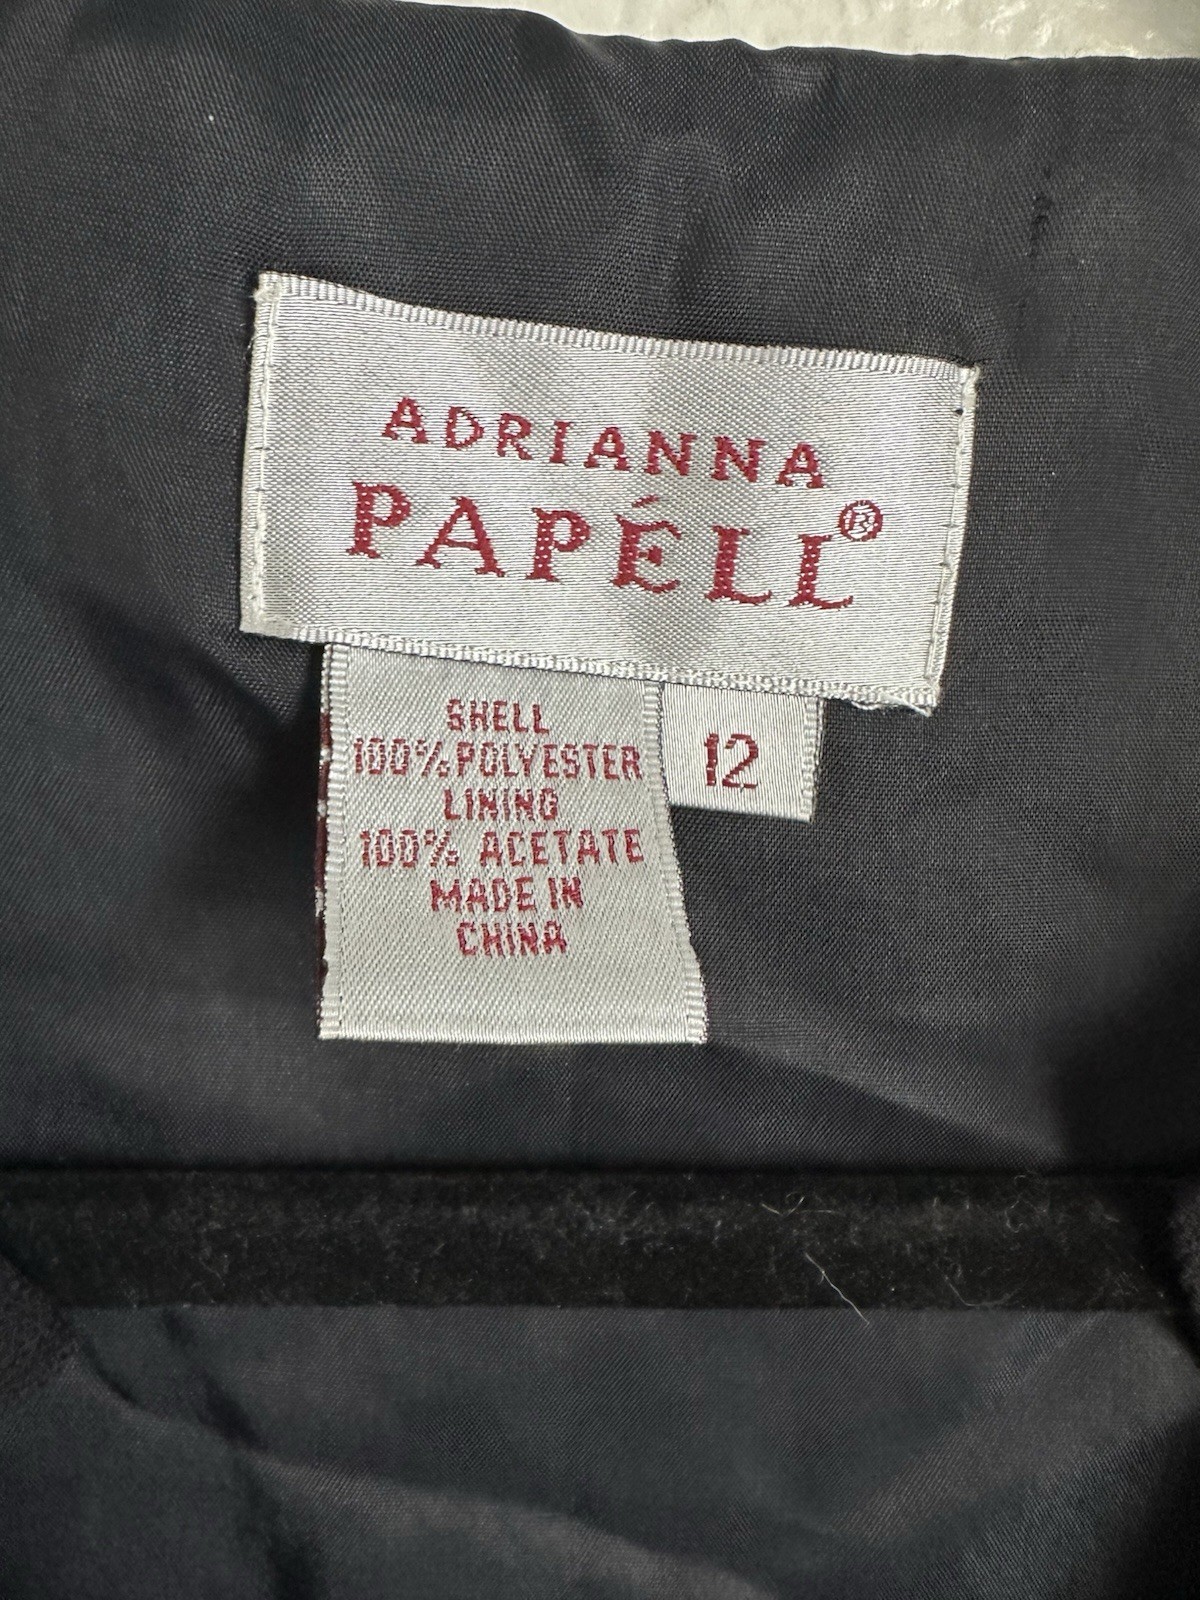 ADRIANNA
PAPÉLL®
SHELL
100% POLYESTER
LINING
100% ACETATE
MADE IN
CHINA
12